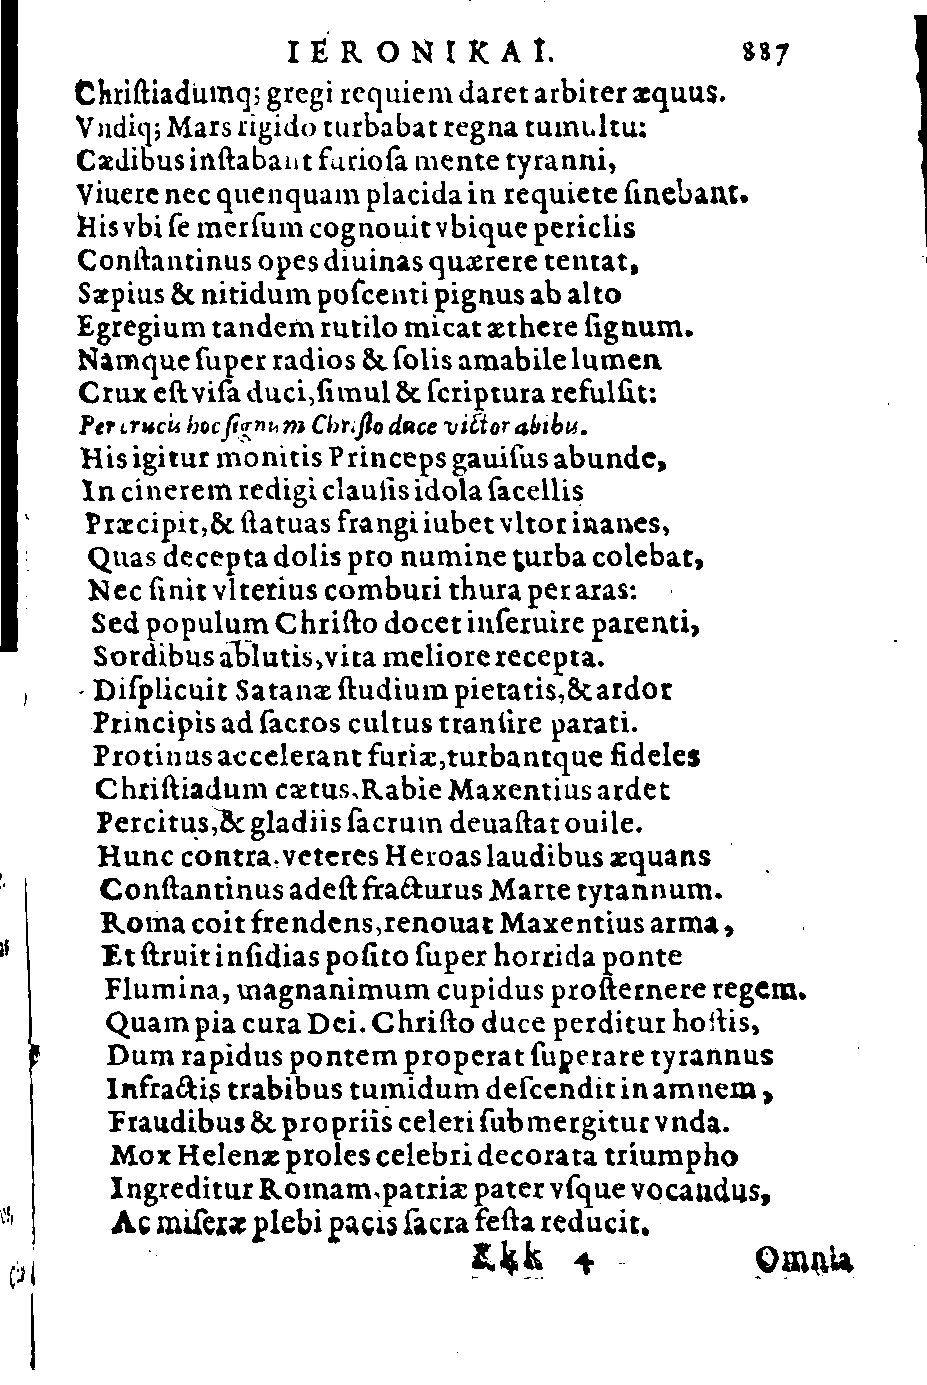 IERONIKAI. 887
Chriſtiadumq; gregi requiem daret arbiter æquus.
Vndiq; Mars rigido turbabat regna tumultu:
Cædibus inſtabant furioſa mente tyranni,
Viuere nec quenquam placida in requiete ſinebant.
His vbi ſe merſum cognouit vbique periclis
Conſtantinus opes diuinas quærere tentat,
Sæpius & nitidum poſcenti pignus ab alto
Egregium tandem rutilo micat æthere ſignum.
Namque ſuper radios & ſolis amabile lumen
Crux eſt viſa duci, ſimul & ſcriptura refulſit:
Per crucis hoc ſignum Chriſto duce victor abibis.
His igitur monitis Princeps gauiſus abunde,
In cinerem redigi clauſis idola ſacellis
Præcipit, & ſtatuas frangi iubet vltor inanes,
Quas decepta dolis pro numine turba colebat,
Nec ſinit vlterius comburi thura per aras:
Sed populum Chriſto docet inſeruire parenti,
Sordibus ablutis, vita meliore recepta.
Diſplicuit Satanæ ſtudium pietatis, & ardor
Principis ad ſacros cultus tranſire parati.
Protinus accelerant furiæ, turbantque fideles
Chriſtiadum cætus. Rabie Maxentius ardet
Percitus, & gladiis ſacrum deuaſtat ouile.
Hunc contra veteres Heroas laudibus æquans
Conſtantinus adeſt fracturus Marte tyrannum.
Roma coit frendens, renouat Maxentius arma,
Et ſtruit inſidias poſito ſuper horrida ponte
Flumina, magnanimum cupidus proſternere regem.
Quam pia cura Dei. Chriſto duce perditur hoſtis,
Dum rapidus pontem properat ſuperare tyrannus
Infractis trabibus tumidum deſcendit in amnem,
Fraudibus & propriis celeri ſubmergitur vnda.
Mox Helenæ proles celebri decorata triumpho
Ingreditur Romam, patriæ pater vſque vocandus,
Ac miſeræ plebi pacis ſacra feſta reducit.
Kkk 4 Omnia